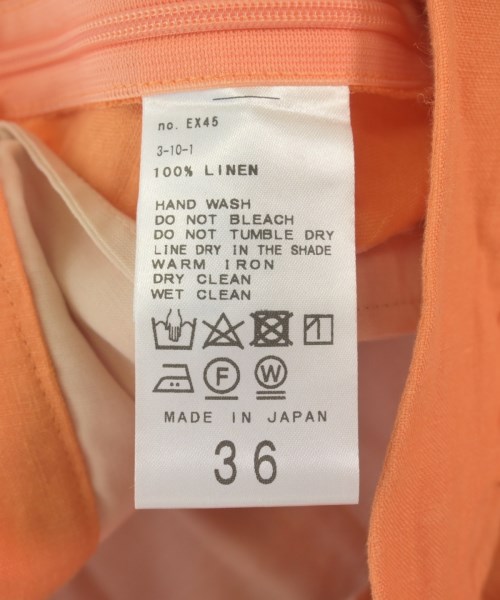 no. EX45
3-10-1
100% LINEN
HAND WASH
DO NOT BLEACH
DO NOT TUMBLE DRY
LINE DRY IN THE SHADE
WARM IRON
DRY CLEAN
WET CLEAN
F W
MADE IN JAPAN
36